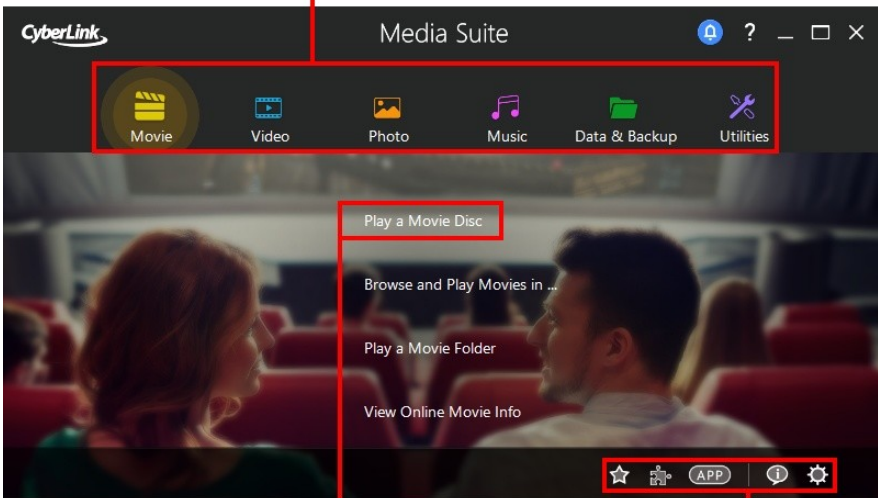 CyberLink
Media Suite
?
Movie
Video
Photo
Music
Data & Backup
Utilities
Play a Movie Disc
Browse and Play Movies in ...
Play a Movie Folder
View Online Movie Info
APP